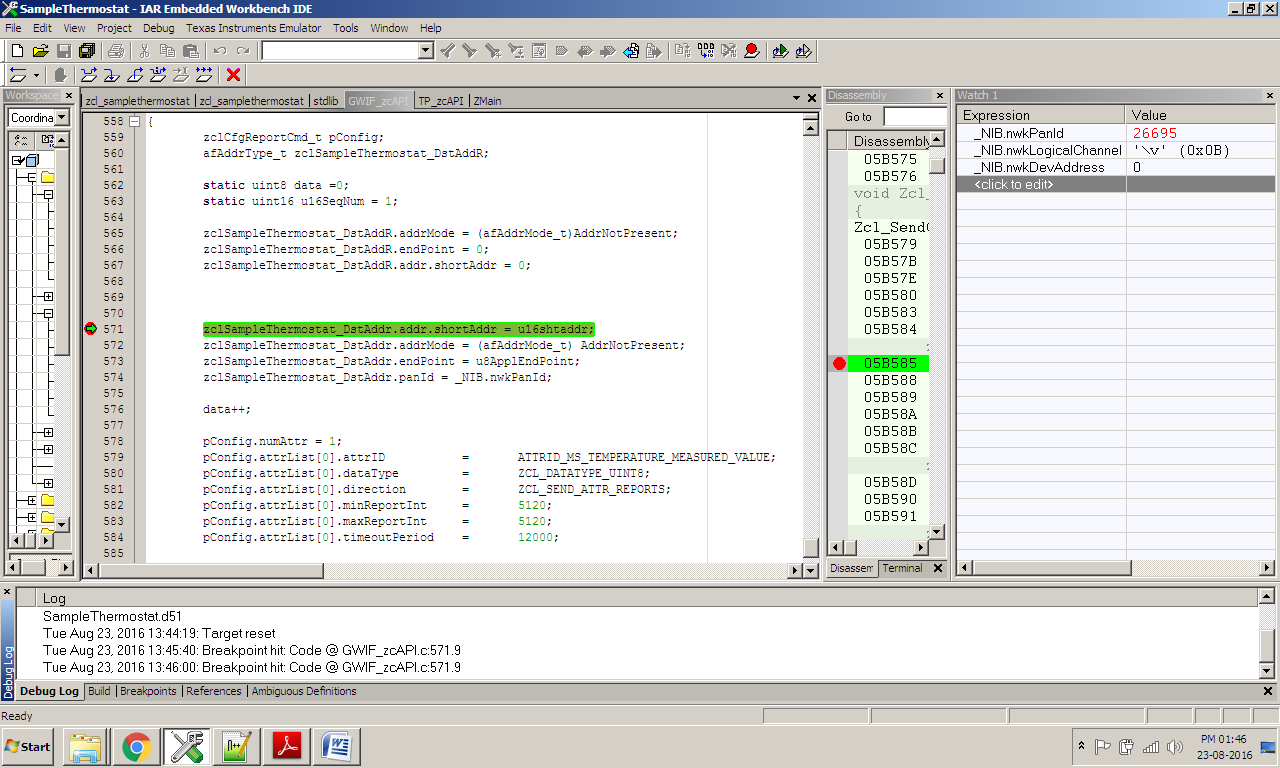 SampleThermostat - IAR Embedded Workbench IDE
File Edit View Project Debug Texas Instruments Emulator Tools Window Help
Workspace
Coordina
zcl_samplethermostat | zcl_samplethermostat | stdlib | GWIF_zcAPI | TP_zcAPI | ZMain
558 {
559 zclCfgReportCmd_t pConfig;
560 afAddrType_t zclSampleThermostat_DstAddR;
561
562 static uint8 data =0;
563 static uint16 u16SeqNum = 1;
564
565 zclSampleThermostat_DstAddR.addrMode = (afAddrMode_t)AddrNotPresent;
566 zclSampleThermostat_DstAddR.endPoint = 0;
567 zclSampleThermostat_DstAddR.addr.shortAddr = 0;
568
569
570
571 zclSampleThermostat_DstAddr.addr.shortAddr = u16shtaddr;
572 zclSampleThermostat_DstAddr.addrMode = (afAddrMode_t) AddrNotPresent;
573 zclSampleThermostat_DstAddr.endPoint = u8ApplEndPoint;
574 zclSampleThermostat_DstAddr.panId = _NIB.nwkPanId;
575
576 data++;
577
578 pConfig.numAttr = 1;
579 pConfig.attrList[0].attrID = ATTRID_MS_TEMPERATURE_MEASURED_VALUE;
580 pConfig.attrList[0].dataType = ZCL_DATATYPE_UINT8;
581 pConfig.attrList[0].direction = ZCL_SEND_ATTR_REPORTS;
582 pConfig.attrList[0].minReportInt = 5120;
583 pConfig.attrList[0].maxReportInt = 5120;
584 pConfig.attrList[0].timeoutPeriod = 12000;
585
Disassembly
Go to
Disassembly
05B575
05B576
void Zcl_
{
Zcl_Send
05B579
05B57B
05B57E
05B580
05B583
05B584
05B585
05B588
05B589
05B58A
05B58B
05B58C
05B58D
05B590
05B591
Disassem Terminal
Watch 1
Expression Value
_NIB.nwkPanId 26695
_NIB.nwkLogicalChannel '\v' (0x0B)
_NIB.nwkDevAddress 0
<click to edit>
Debug Log
Log
SampleThermostat.d51
Tue Aug 23, 2016 13:44:19: Target reset
Tue Aug 23, 2016 13:45:40: Breakpoint hit: Code @ GWIF_zcAPI.c:571.9
Tue Aug 23, 2016 13:46:00: Breakpoint hit: Code @ GWIF_zcAPI.c:571.9
Debug Log Build | Breakpoints | References | Ambiguous Definitions
Ready
Start
PM 01:46
23-08-2016